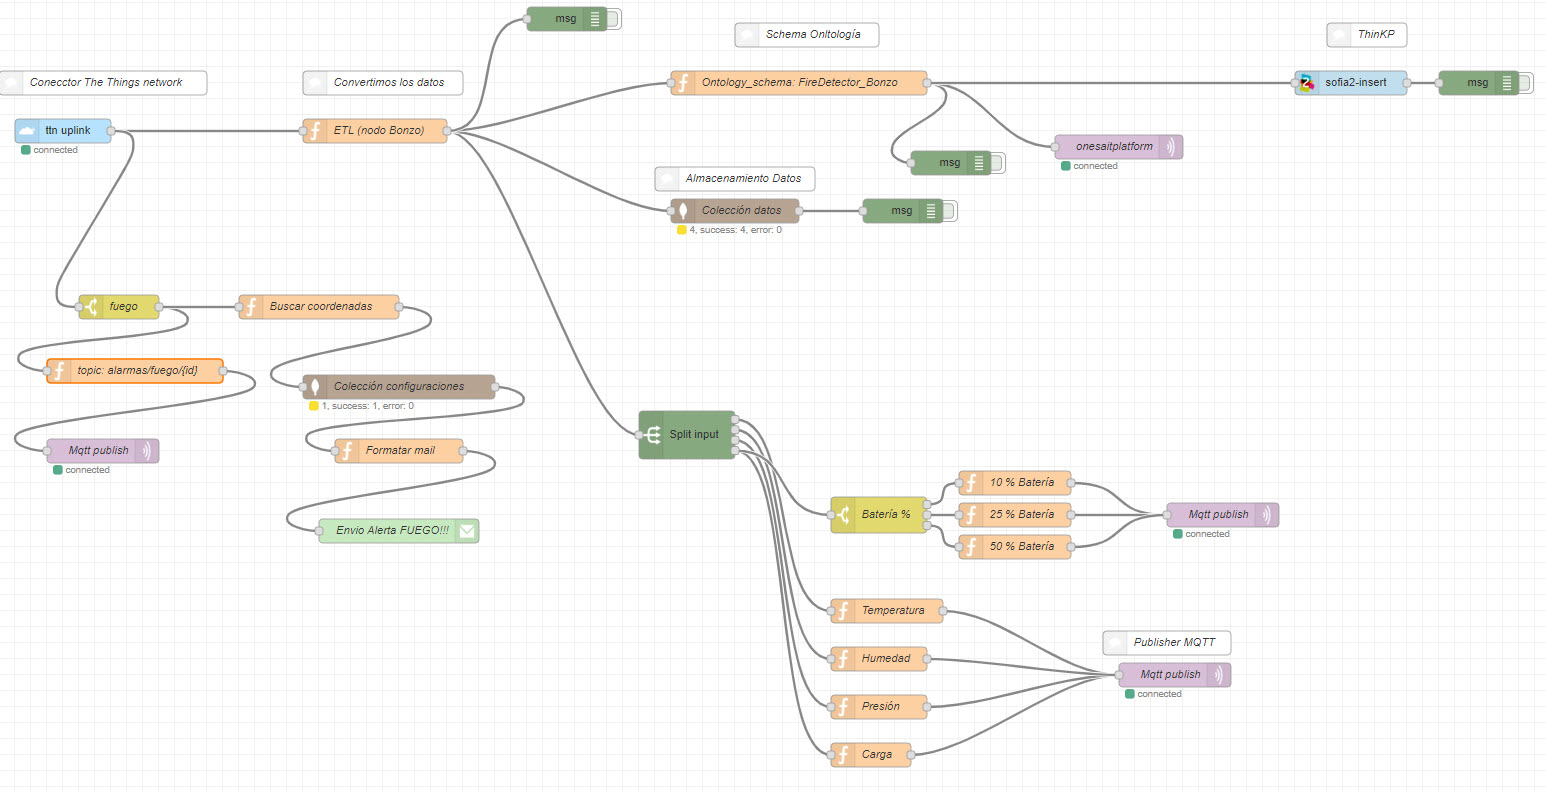 msg
Schema Onltología
ThinKP
Conecctor The Things network
Convertimos los datos
Ontology_schema: FireDetector_Bonzo
sofia2-insert
msg
ttn uplink
connected
ETL (nodo Bonzo)
onesaitplatform
connected
msg
Almacenamiento Datos
Colección datos
4, success: 4, error: 0
msg
fuego
Buscar coordenadas
topic: alarmas/fuego/{id}
Colección configuraciones
1, success: 1, error: 0
Mqtt publish
connected
Formatar mail
Split input
Envio Alerta FUEGO!!!
Batería %
10 % Batería
25 % Batería
50 % Batería
Mqtt publish
connected
Temperatura
Humedad
Presión
Carga
Publisher MQTT
Mqtt publish
connected